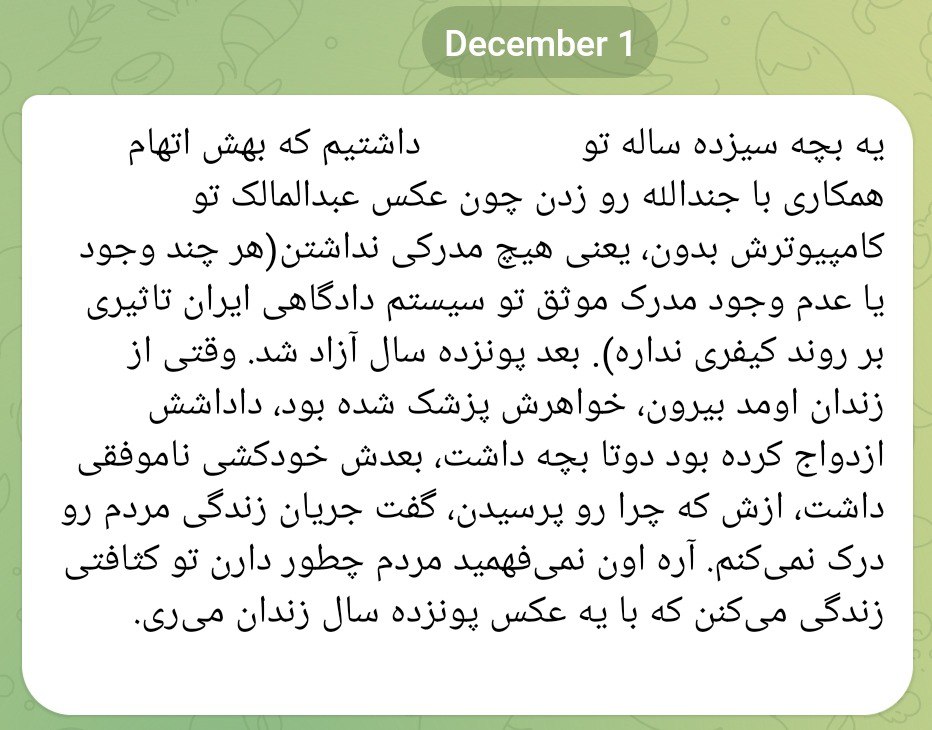 December 1
یه بچه سیزده ساله تو داشتیم که بهش اتهام
همکاری با جندالله رو زدن چون عکس عبدالمالک تو
کامپیوترش بدون، یعنی هیچ مدرکی نداشتن(هر چند وجود
یا عدم وجود مدرک موثق تو سیستم دادگاهی ایران تاثیری
بر روند کیفری نداره). بعد پونزده سال آزاد شد. وقتی از
زندان اومد بیرون، خواهرش پزشک شده بود، داداشش
ازدواج کرده بود دوتا بچه داشت، بعدش خودکشی ناموفقی
داشت، ازش که چرا رو پرسیدن، گفت جریان زندگی مردم رو
درک نمی‌کنم. آره اون نمی‌فهمید مردم چطور دارن تو کثافتی
زندگی می‌کنن که با یه عکس پونزده سال زندان می‌ری.